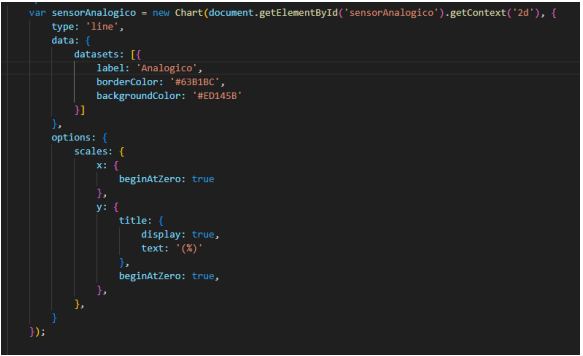 var sensorAnalogico = new Chart(document.getElementById('sensorAnalogico').getContext('2d'), {
    type: 'line',
    data: {
        datasets: [{
            label: 'Analogico',
            borderColor: '#63B1BC',
            backgroundColor: '#ED145B'
        }]
    },
    options: {
        scales: {
            x: {
                beginAtZero: true
            },
            y: {
                title: {
                    display: true,
                    text: '(%)'
                },
                beginAtZero: true,
            },
        },
    }
});